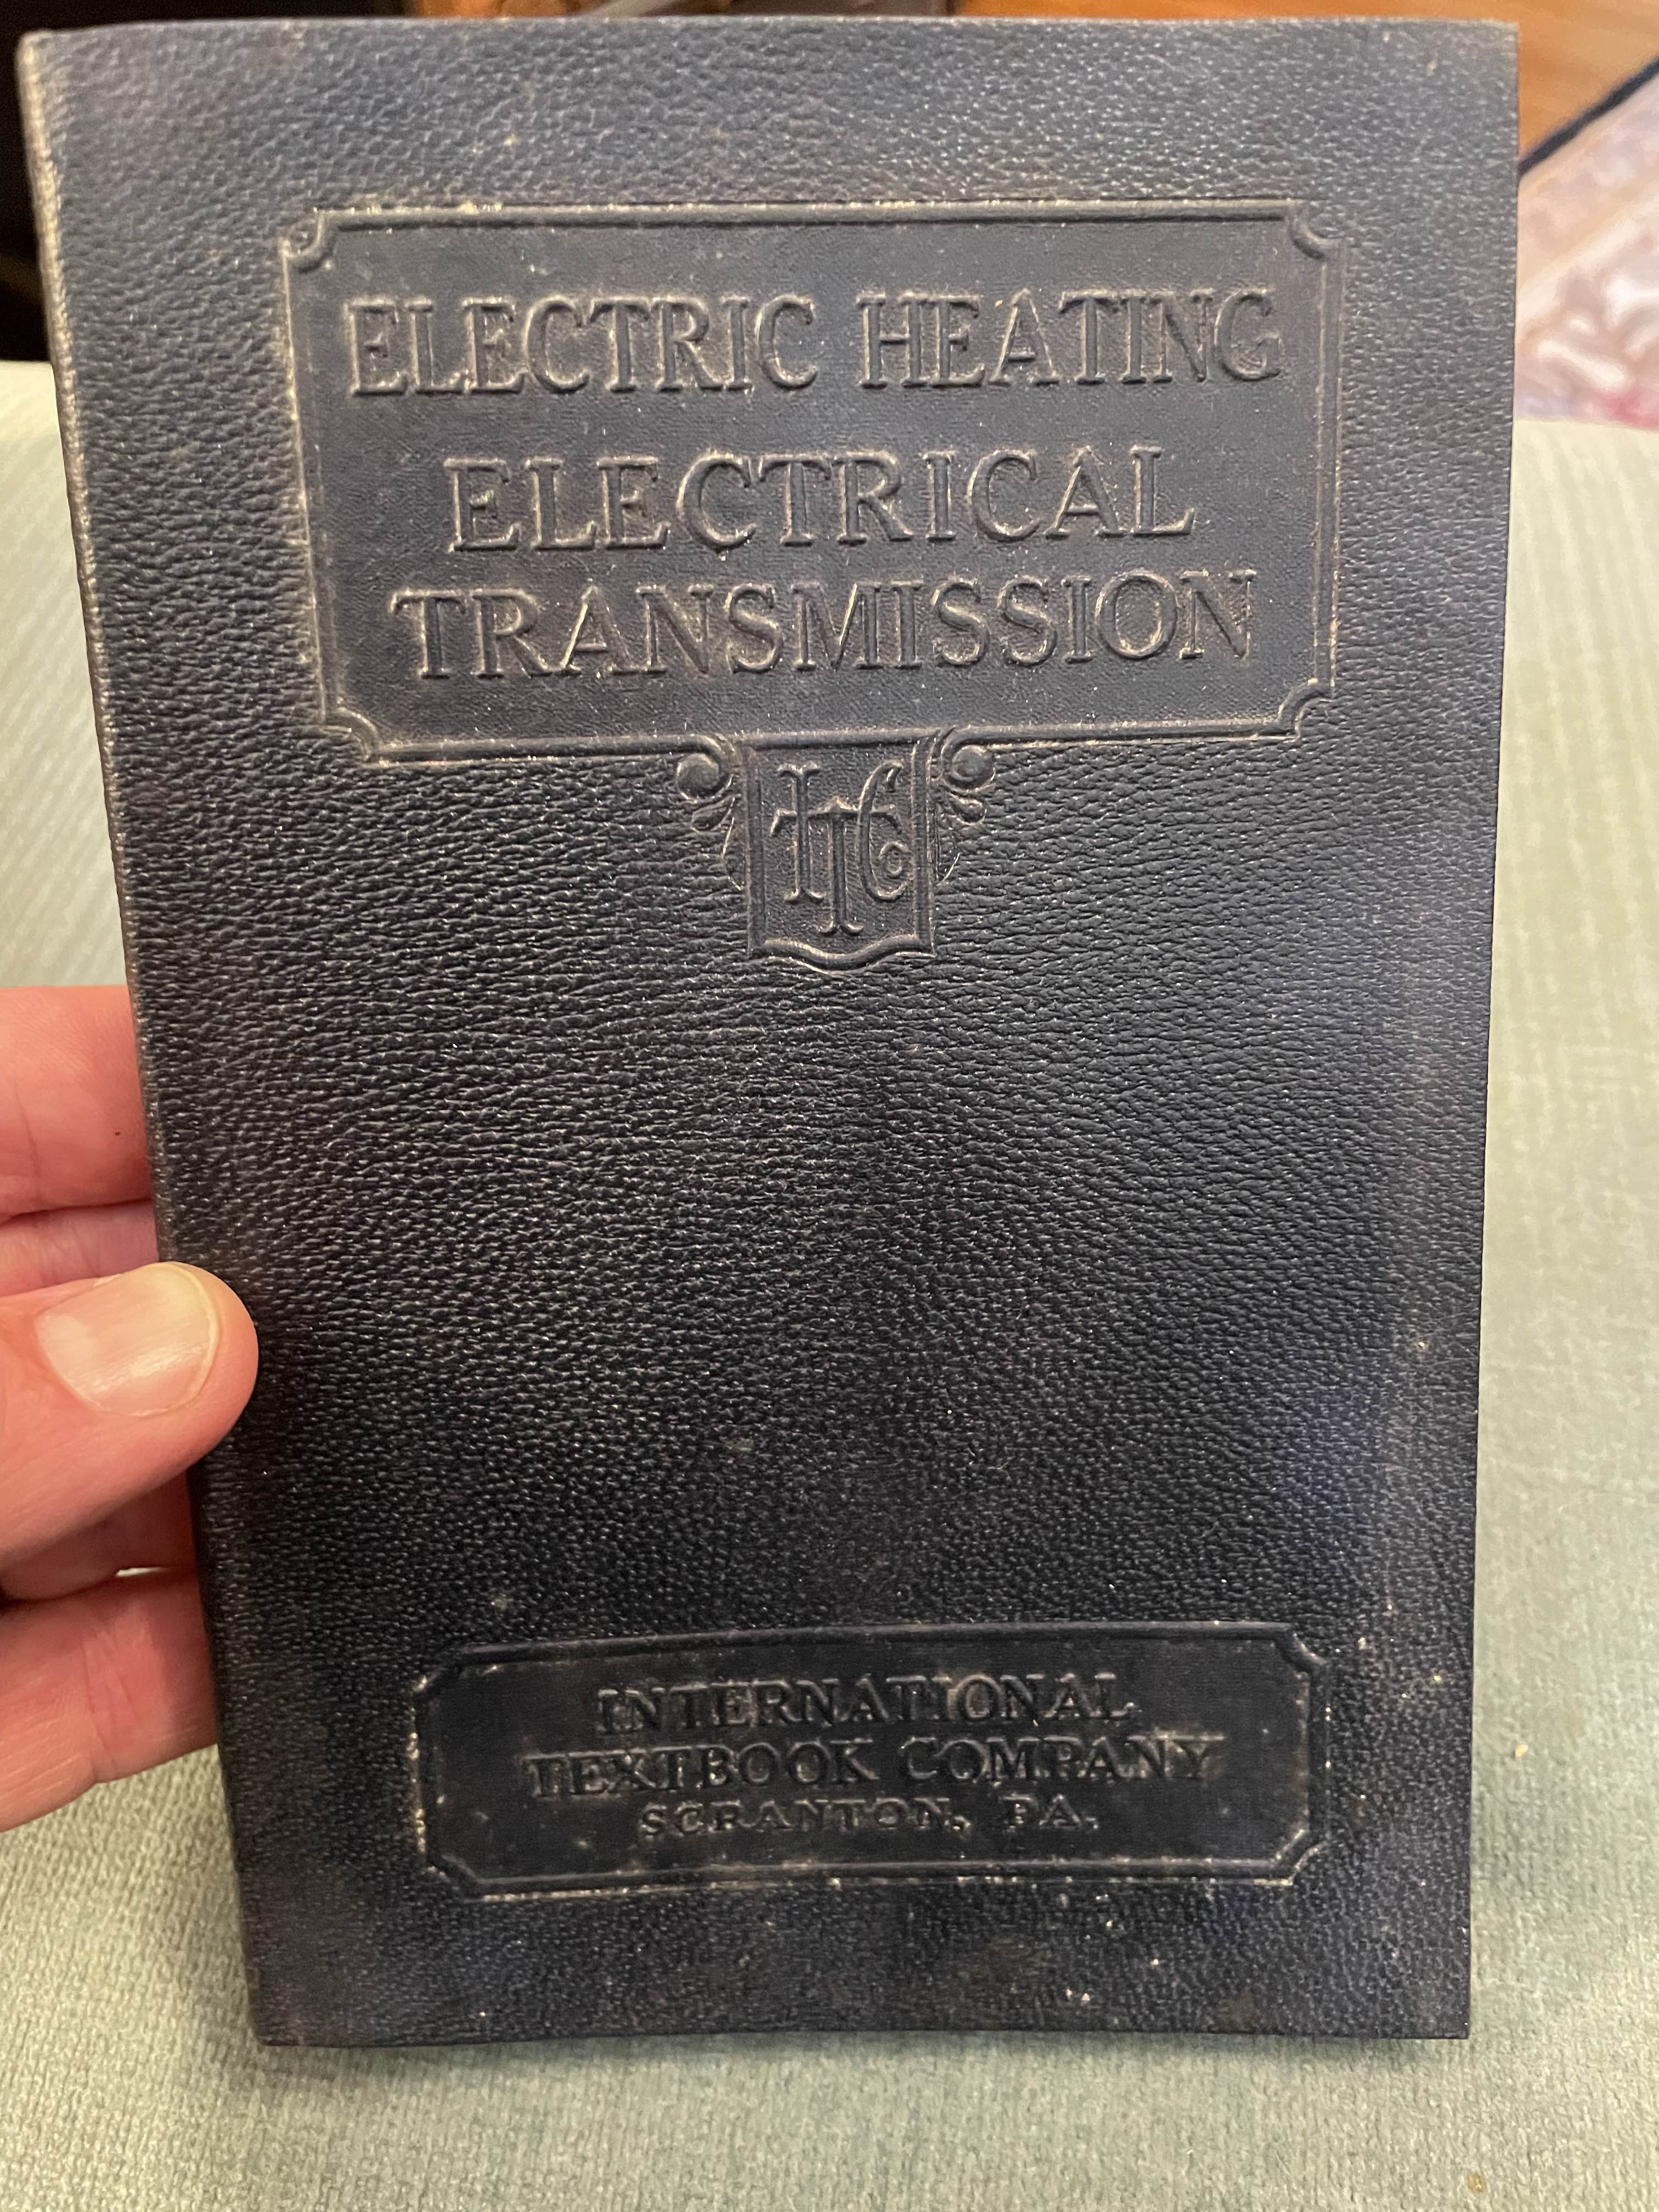 ELECTRIC HEATING
ELECTRICAL
TRANSMISSION
ITC
INTERNATIONAL
TEXTBOOK COMPANY
SCRANTON, PA.